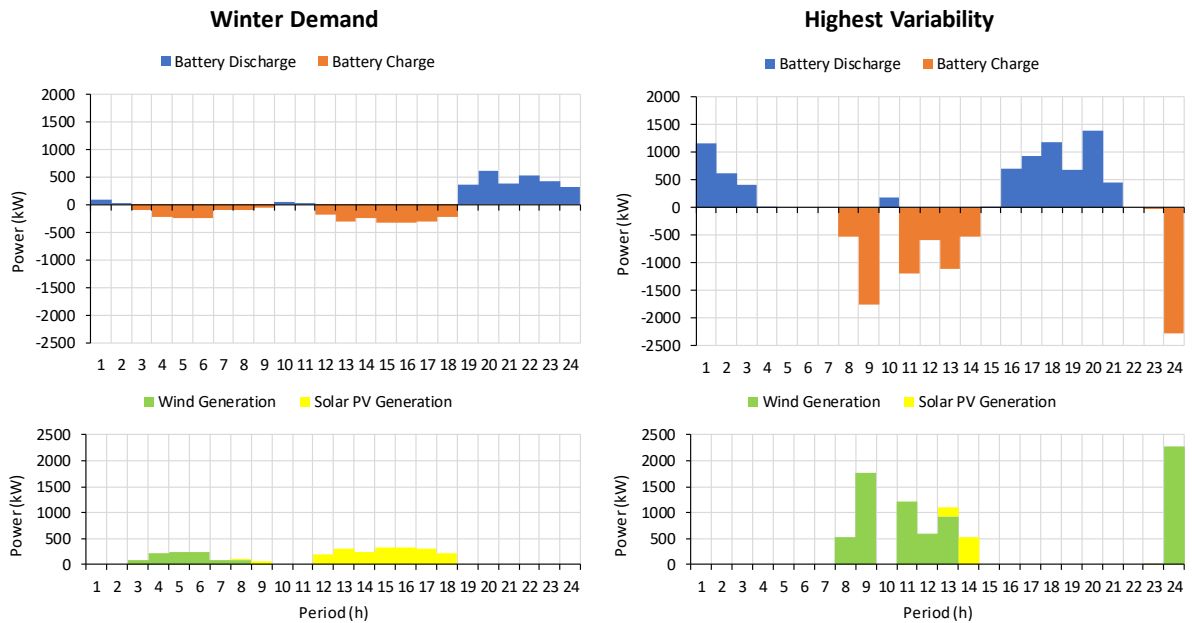 Winter Demand
Battery Discharge Battery Charge
2000
1500
1000
500
0
-500
-1000
-1500
-2000
-2500
Power (kW)
1 2 3 4 5 6 7 8 9 10 11 12 13 14 15 16 17 18 19 20 21 22 23 24
Wind Generation Solar PV Generation
2500
2000
1500
1000
500
0
Power (kW)
1 2 3 4 5 6 7 8 9 10 11 12 13 14 15 16 17 18 19 20 21 22 23 24
Period (h)
Highest Variability
Battery Discharge Battery Charge
2000
1500
1000
500
0
-500
-1000
-1500
-2000
-2500
Power (kW)
1 2 3 4 5 6 7 8 9 10 11 12 13 14 15 16 17 18 19 20 21 22 23 24
Wind Generation Solar PV Generation
2500
2000
1500
1000
500
0
Power (kW)
1 2 3 4 5 6 7 8 9 10 11 12 13 14 15 16 17 18 19 20 21 22 23 24
Period (h)